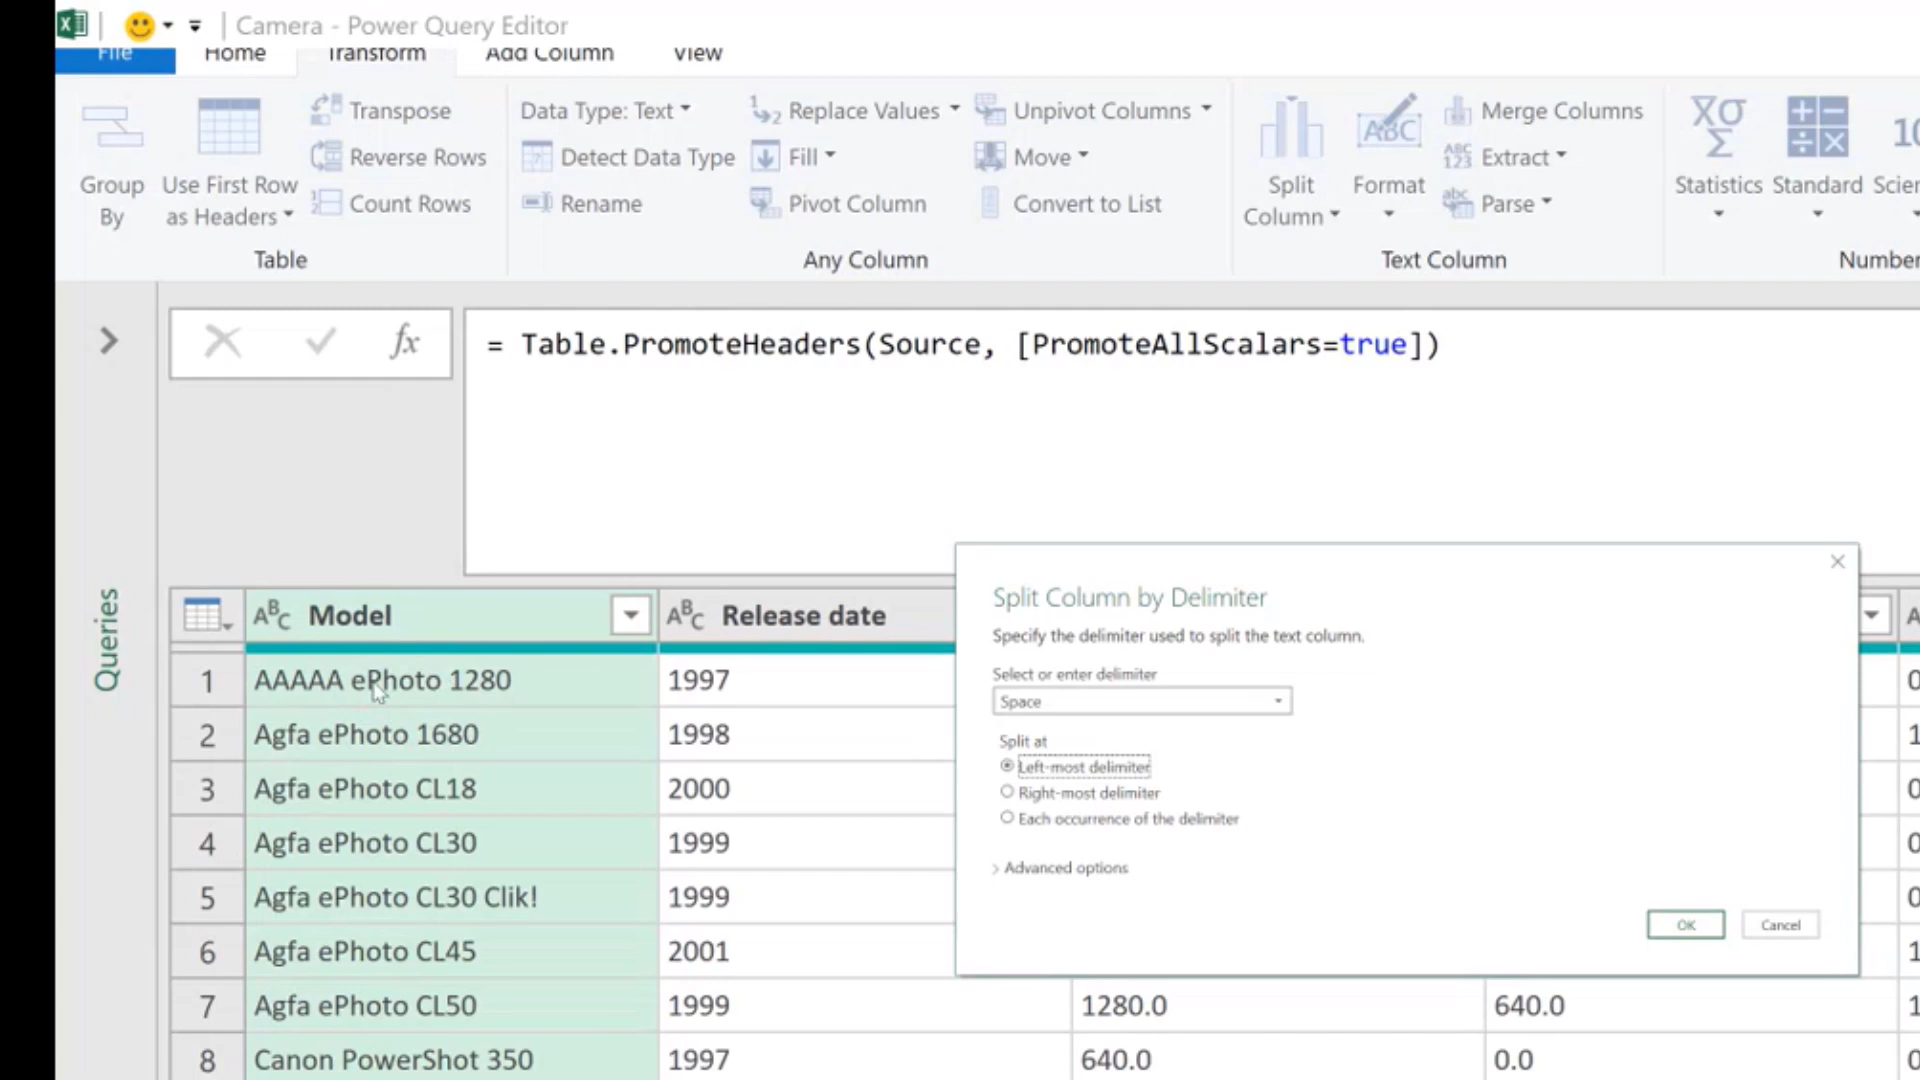 Camera - Power Query Editor
File Home Transform Add Column View
Group By
Use First Row as Headers
Transpose
Reverse Rows
Count Rows
Table
Data Type: Text
Detect Data Type
Rename
Replace Values
Fill
Pivot Column
Unpivot Columns
Move
Convert to List
Any Column
Split Column
Format
Merge Columns
Extract
Parse
Text Column
Statistics
Standard
Queries
fx
= Table.PromoteHeaders(Source, [PromoteAllScalars=true])
Model Release date
1 AAAAA ePhoto 1280 1997
2 Agfa ePhoto 1680 1998
3 Agfa ePhoto CL18 2000
4 Agfa ePhoto CL30 1999
5 Agfa ePhoto CL30 Clik! 1999
6 Agfa ePhoto CL45 2001
7 Agfa ePhoto CL50 1999 1280.0 640.0
8 Canon PowerShot 350 1997 640.0 0.0
Split Column by Delimiter
Specify the delimiter used to split the text column.
Select or enter delimiter
Space
Split at
Left-most delimiter
Right-most delimiter
Each occurrence of the delimiter
Advanced options
OK Cancel